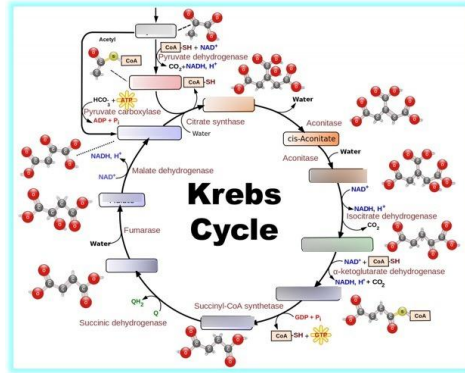 CoA-SH + NAD⁺
Acetyl
Pyruvate dehydrogenase
CoA
CO₂+NADH, H⁺
CoA-SH
HCO₃⁻ + ATP
Water
Pyruvate carboxylase
Citrate synthase
Aconitase
ADP + Pᵢ
Water
cis-Aconitate
Aconitase
Water
NADH, H⁺
Malate dehydrogenase
NAD⁺
NAD⁺
Krebs
Cycle
NADH, H⁺
Isocitrate dehydrogenase
CO₂
Fumarase
Water
NAD⁺ + CoA-SH
α-ketoglutarate dehydrogenase
NADH, H⁺ + CO₂
QH₂
Q
Succinyl-CoA synthetase
Succinic dehydrogenase
GDP + Pᵢ
CoA
CoA-SH + GTP